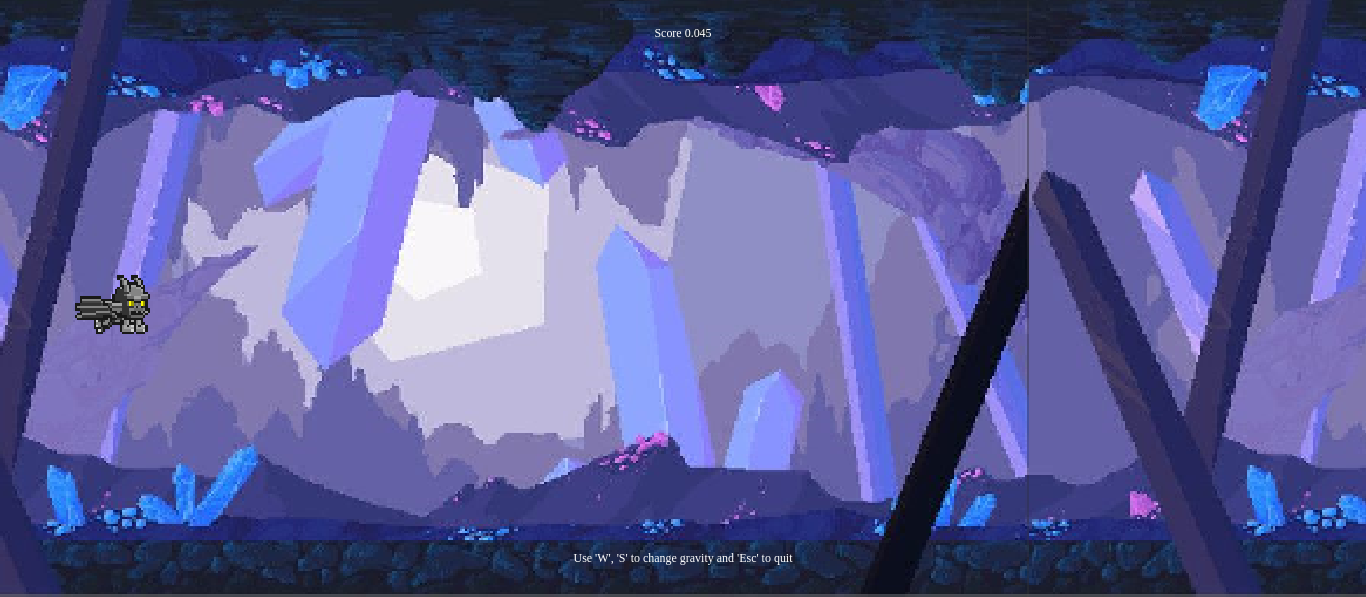 Score 0.045
Use 'W', 'S' to change gravity and 'Esc' to quit